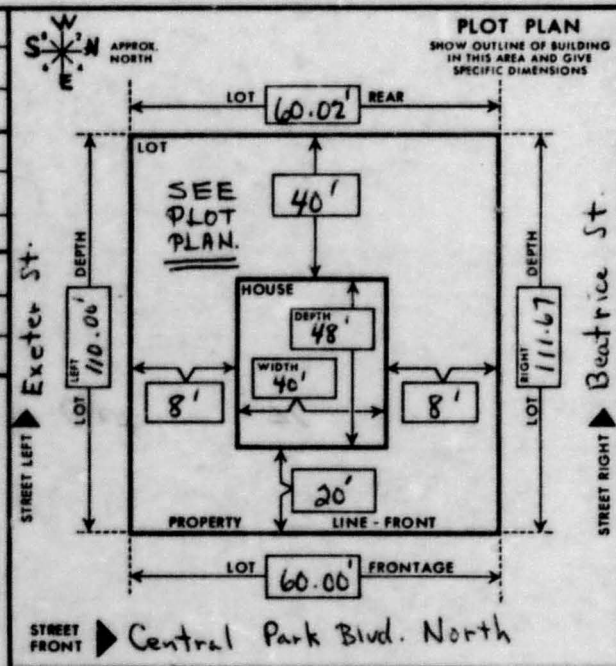 W
S N
E
APPROX.
NORTH
PLOT PLAN
SHOW OUTLINE OF BUILDING
IN THIS AREA AND GIVE
SPECIFIC DIMENSIONS
LOT 60.02' REAR
LOT
SEE
PLOT
PLAN.
40'
HOUSE
DEPTH
48'
WIDTH
40'
8'
8'
20'
PROPERTY LINE - FRONT
LOT 60.00' FRONTAGE
STREET LEFT Exeter St.
LOT LEFT 110.00' DEPTH
LOT RIGHT 111.67 DEPTH
STREET RIGHT Beatrice St.
STREET
FRONT Central Park Blvd. North